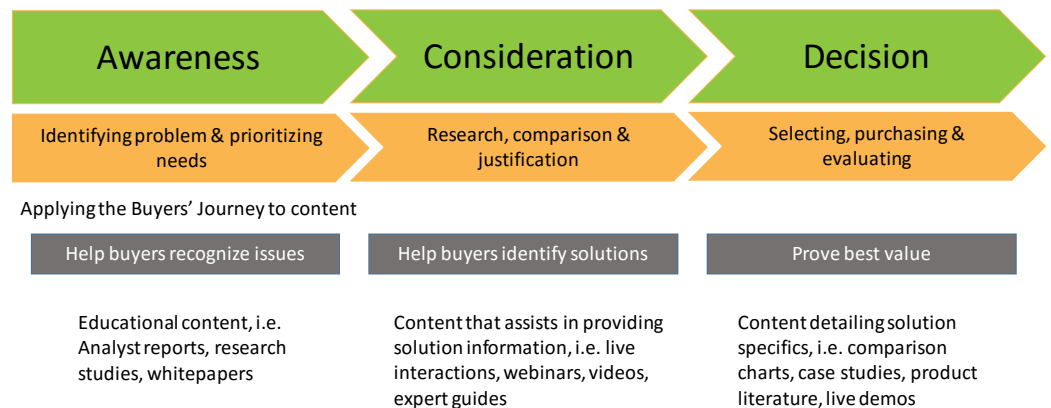 Awareness
Consideration
Decision
Identifying problem & prioritizing
needs
Research, comparison &
justification
Selecting, purchasing &
evaluating
Applying the Buyers' Journey to content
Help buyers recognize issues
Help buyers identify solutions
Prove best value
Educational content, i.e.
Analyst reports, research
studies, whitepapers
Content that assists in providing
solution information, i.e. live
interactions, webinars, videos,
expert guides
Content detailing solution
specifics, i.e. comparison
charts, case studies, product
literature, live demos